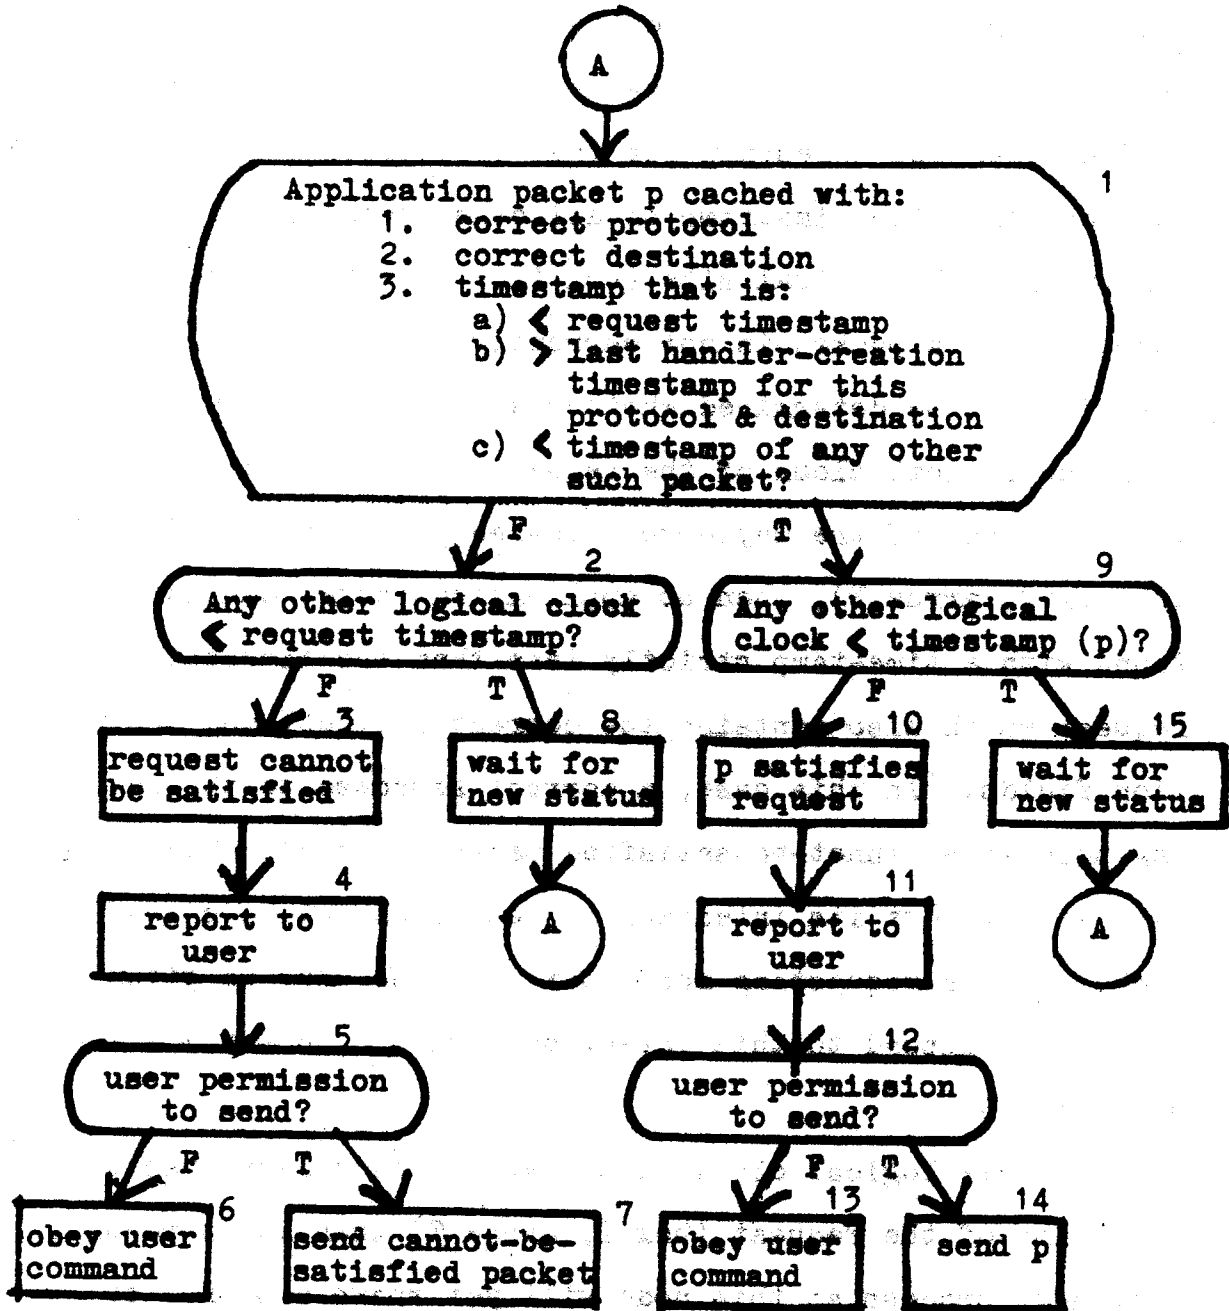 A
1
Application packet p cached with:
1. correct protocol
2. correct destination
3. timestamp that is:
a) < request timestamp
b) > last handler-creation
timestamp for this
protocol & destination
c) < timestamp of any other
such packet?
F
T
2
Any other logical clock
< request timestamp?
9
Any other logical
clock < timestamp (p)?
F
T
F
T
3
request cannot
be satisfied
8
wait for
new status
10
p satisfies
request
15
wait for
new status
4
report to
user
A
11
report to
user
A
5
user permission
to send?
12
user permission
to send?
F
T
F
T
6
obey user
command
7
send cannot-be-
satisfied packet
13
obey user
command
14
send p